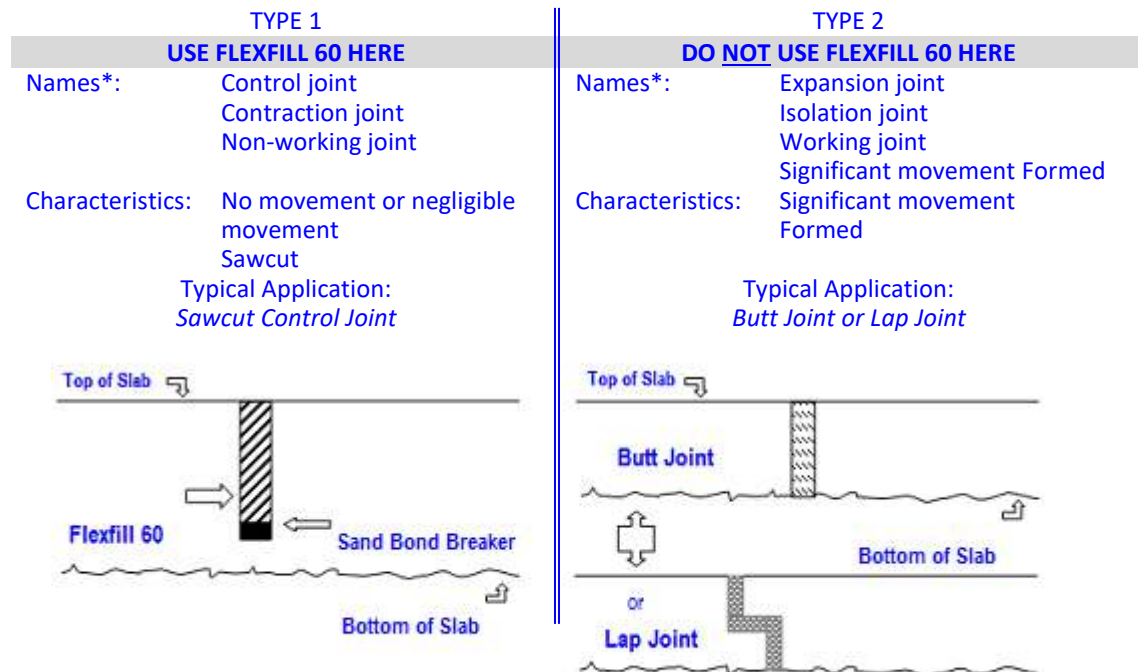 TYPE 1
USE FLEXFILL 60 HERE
Names*: Control joint
Contraction joint
Non-working joint
Characteristics: No movement or negligible
movement
Sawcut
Typical Application:
Sawcut Control Joint
Top of Slab
Flexfill 60
Sand Bond Breaker
Bottom of Slab
TYPE 2
DO NOT USE FLEXFILL 60 HERE
Names*: Expansion joint
Isolation joint
Working joint
Significant movement Formed
Characteristics: Significant movement
Formed
Typical Application:
Butt Joint or Lap Joint
Top of Slab
Butt Joint
Bottom of Slab
or
Lap Joint